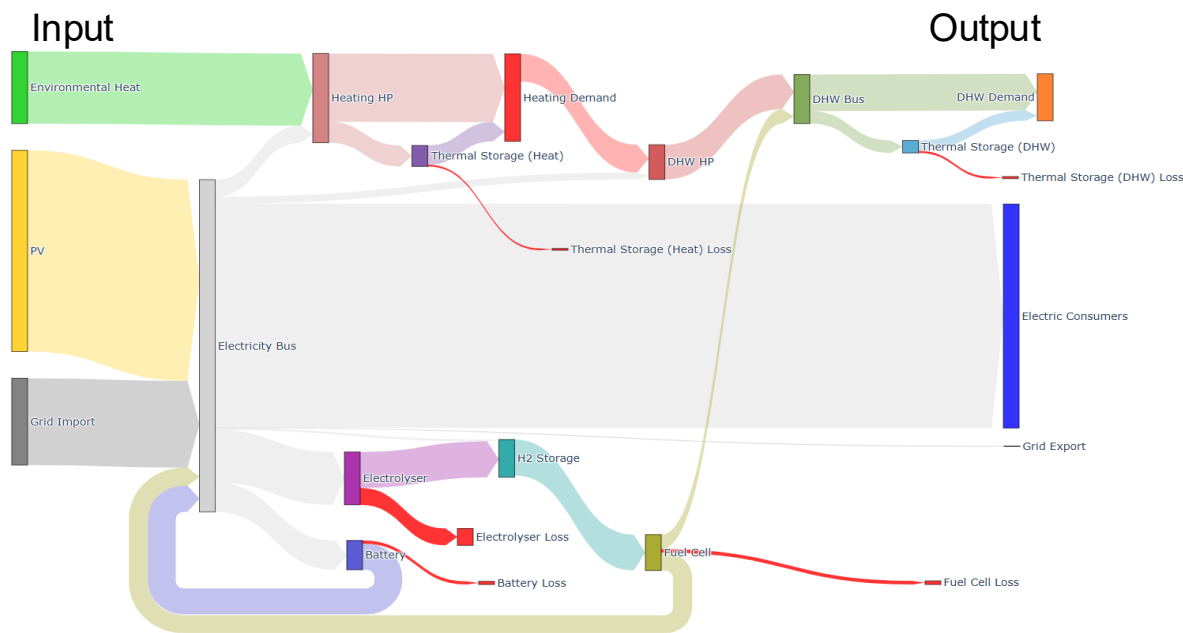 Input
Output
Environmental Heat
Heating HP
Heating Demand
DHW Bus
DHW Demand
Thermal Storage (Heat)
DHW HP
Thermal Storage (DHW)
Thermal Storage (DHW) Loss
PV
Thermal Storage (Heat) Loss
Electric Consumers
Electricity Bus
Grid Import
Grid Export
H2 Storage
Electrolyser
Electrolyser Loss
Battery
Fuel Cell
Battery Loss
Fuel Cell Loss